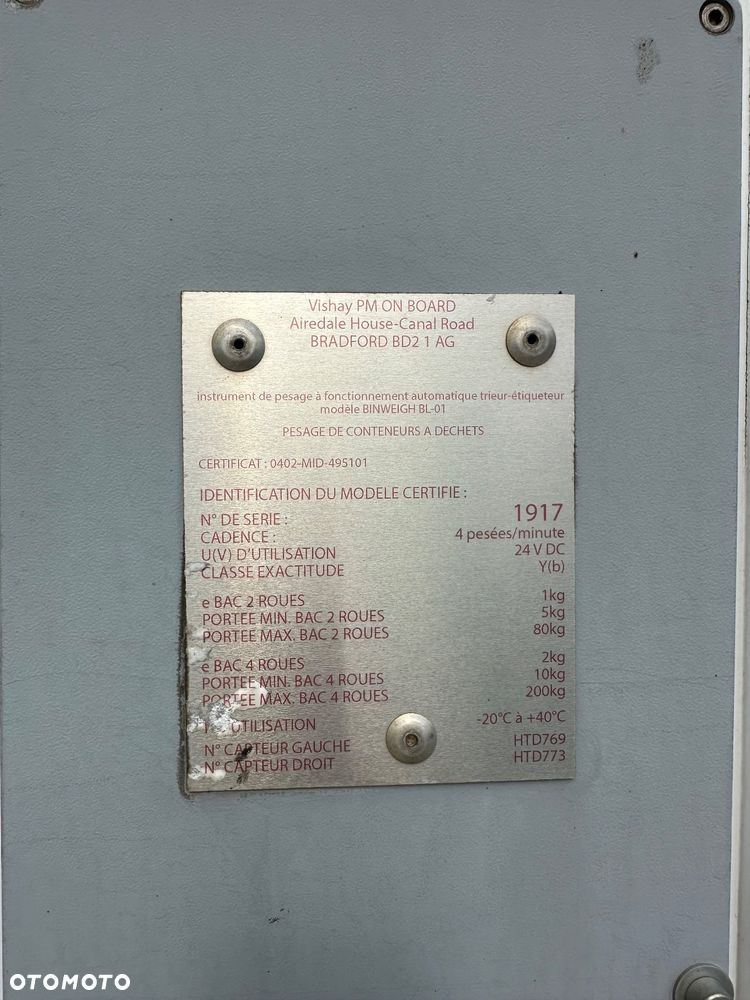 Vishay PM ON BOARD
Airedale House-Canal Road
BRADFORD BD2 1 AG
instrument de pesage à fonctionnement automatique trieur-étiqueteur
modèle BINWEIGH BL-01
PESAGE DE CONTENEURS A DECHETS
CERTIFICAT : 0402-MID-495101
IDENTIFICATION DU MODELE CERTIFIE :
N° DE SERIE : 1917
CADENCE : 4 pesées/minute
U(V) D'UTILISATION 24 V DC
CLASSE EXACTITUDE Y(b)
e BAC 2 ROUES 1kg
PORTEE MIN. BAC 2 ROUES 5kg
PORTEE MAX. BAC 2 ROUES 80kg
e BAC 4 ROUES 2kg
PORTEE MIN. BAC 4 ROUES 10kg
PORTEE MAX. BAC 4 ROUES 200kg
UTILISATION -20°C à +40°C
N° CAPTEUR GAUCHE HTD769
N° CAPTEUR DROIT HTD773
OTOMOTO